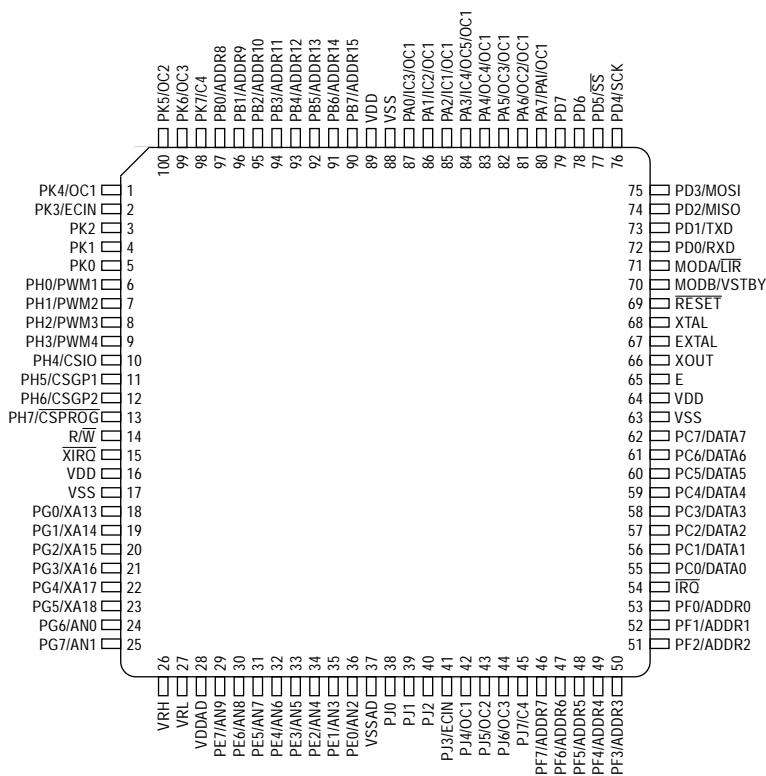 PK5/OC2
PK6/OC3
PK7/C4
PB0/ADDR8
PB1/ADDR9
PB2/ADDR10
PB3/ADDR11
PB4/ADDR12
PB5/ADDR13
PB6/ADDR14
PB7/ADDR15
VDD
VSS
PA0/IC3/OC1
PA1/IC2/OC1
PA2/IC1/OC1
PA3/IC4/OC5/OC1
PA4/OC4/OC1
PA5/OC3/OC1
PA6/OC2/OC1
PA7/PAI/OC1
PD7
PD6
PD5/SS
PD4/SCK
100
99
98
97
96
95
94
93
92
91
90
89
88
87
86
85
84
83
82
81
80
79
78
77
76
PK4/OC1 1
PK3/ECIN 2
PK2 3
PK1 4
PK0 5
PH0/PWM1 6
PH1/PWM2 7
PH2/PWM3 8
PH3/PWM4 9
PH4/CSIO 10
PH5/CSGP1 11
PH6/CSGP2 12
PH7/CSPROG 13
R/W 14
XIRQ 15
VDD 16
VSS 17
PG0/XA13 18
PG1/XA14 19
PG2/XA15 20
PG3/XA16 21
PG4/XA17 22
PG5/XA18 23
PG6/AN0 24
PG7/AN1 25
75 PD3/MOSI
74 PD2/MISO
73 PD1/TXD
72 PD0/RXD
71 MODA/LIR
70 MODB/VSTBY
69 RESET
68 XTAL
67 EXTAL
66 XOUT
65 E
64 VDD
63 VSS
62 PC7/DATA7
61 PC6/DATA6
60 PC5/DATA5
59 PC4/DATA4
58 PC3/DATA3
57 PC2/DATA2
56 PC1/DATA1
55 PC0/DATA0
54 IRQ
53 PF0/ADDR0
52 PF1/ADDR1
51 PF2/ADDR2
26
27
28
29
30
31
32
33
34
35
36
37
38
39
40
41
42
43
44
45
46
47
48
49
50
VRH
VRL
VDDAD
PE7/AN9
PE6/AN8
PE5/AN7
PE4/AN6
PE3/AN5
PE2/AN4
PE1/AN3
PE0/AN2
VSSAD
PJ0
PJ1
PJ2
PJ3/ECIN
PJ4/OC1
PJ5/OC2
PJ6/OC3
PJ7/C4
PF7/ADDR7
PF6/ADDR6
PF5/ADDR5
PF4/ADDR4
PF3/ADDR3